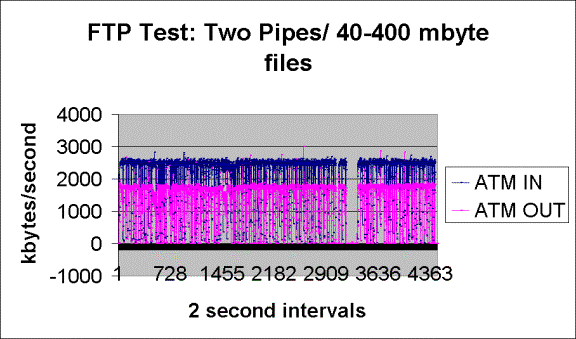 FTP Test: Two Pipes/ 40-400 mbyte
files
4000
3000
2000
1000
0
-1000
kbytes/second
1 728 1455 2182 2909 3636 4363
2 second intervals
ATM IN
ATM OUT